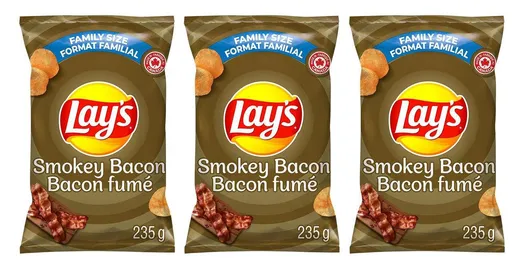 FAMILY SIZE
FORMAT FAMILIAL
Lay's
Smokey Bacon
Bacon fumé
235 g
FAMILY SIZE
FORMAT FAMILIAL
Lay's
Smokey Bacon
Bacon fumé
235 g
FAMILY SIZE
FORMAT FAMILIAL
Lay's
Smokey Bacon
Bacon fumé
235 g